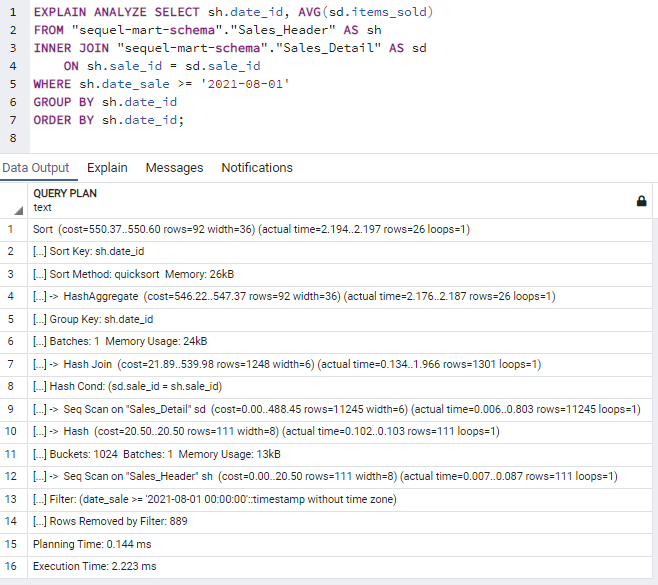 1 EXPLAIN ANALYZE SELECT sh.date_id, AVG(sd.items_sold)
2 FROM "sequel-mart-schema"."Sales_Header" AS sh
3 INNER JOIN "sequel-mart-schema"."Sales_Detail" AS sd
4 ON sh.sale_id = sd.sale_id
5 WHERE sh.date_sale >= '2021-08-01'
6 GROUP BY sh.date_id
7 ORDER BY sh.date_id;
8
Data Output Explain Messages Notifications
QUERY PLAN
text
1 Sort (cost=550.37..550.60 rows=92 width=36) (actual time=2.194..2.197 rows=26 loops=1)
2 [...] Sort Key: sh.date_id
3 [...] Sort Method: quicksort Memory: 26kB
4 [...] -> HashAggregate (cost=546.22..547.37 rows=92 width=36) (actual time=2.176..2.187 rows=26 loops=1)
5 [...] Group Key: sh.date_id
6 [...] Batches: 1 Memory Usage: 24kB
7 [...] -> Hash Join (cost=21.89..539.98 rows=1248 width=6) (actual time=0.134..1.966 rows=1301 loops=1)
8 [...] Hash Cond: (sd.sale_id = sh.sale_id)
9 [...] -> Seq Scan on "Sales_Detail" sd (cost=0.00..488.45 rows=11245 width=6) (actual time=0.006..0.803 rows=11245 loops=1)
10 [...] -> Hash (cost=20.50..20.50 rows=111 width=8) (actual time=0.102..0.103 rows=111 loops=1)
11 [...] Buckets: 1024 Batches: 1 Memory Usage: 13kB
12 [...] -> Seq Scan on "Sales_Header" sh (cost=0.00..20.50 rows=111 width=8) (actual time=0.007..0.087 rows=111 loops=1)
13 [...] Filter: (date_sale >= '2021-08-01 00:00:00'::timestamp without time zone)
14 [...] Rows Removed by Filter: 889
15 Planning Time: 0.144 ms
16 Execution Time: 2.223 ms